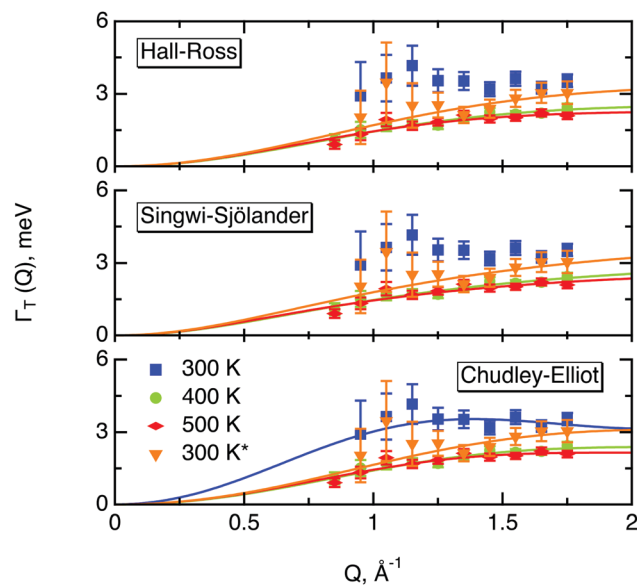 6
Hall-Ross
3
0
6
Singwi-Sjölander
3
0
6
Chudley-Elliot
300 K
400 K
3
500 K
300 K*
0
0 0.5 1 1.5 2
Q, Å⁻¹
Γ_T (Q), meV